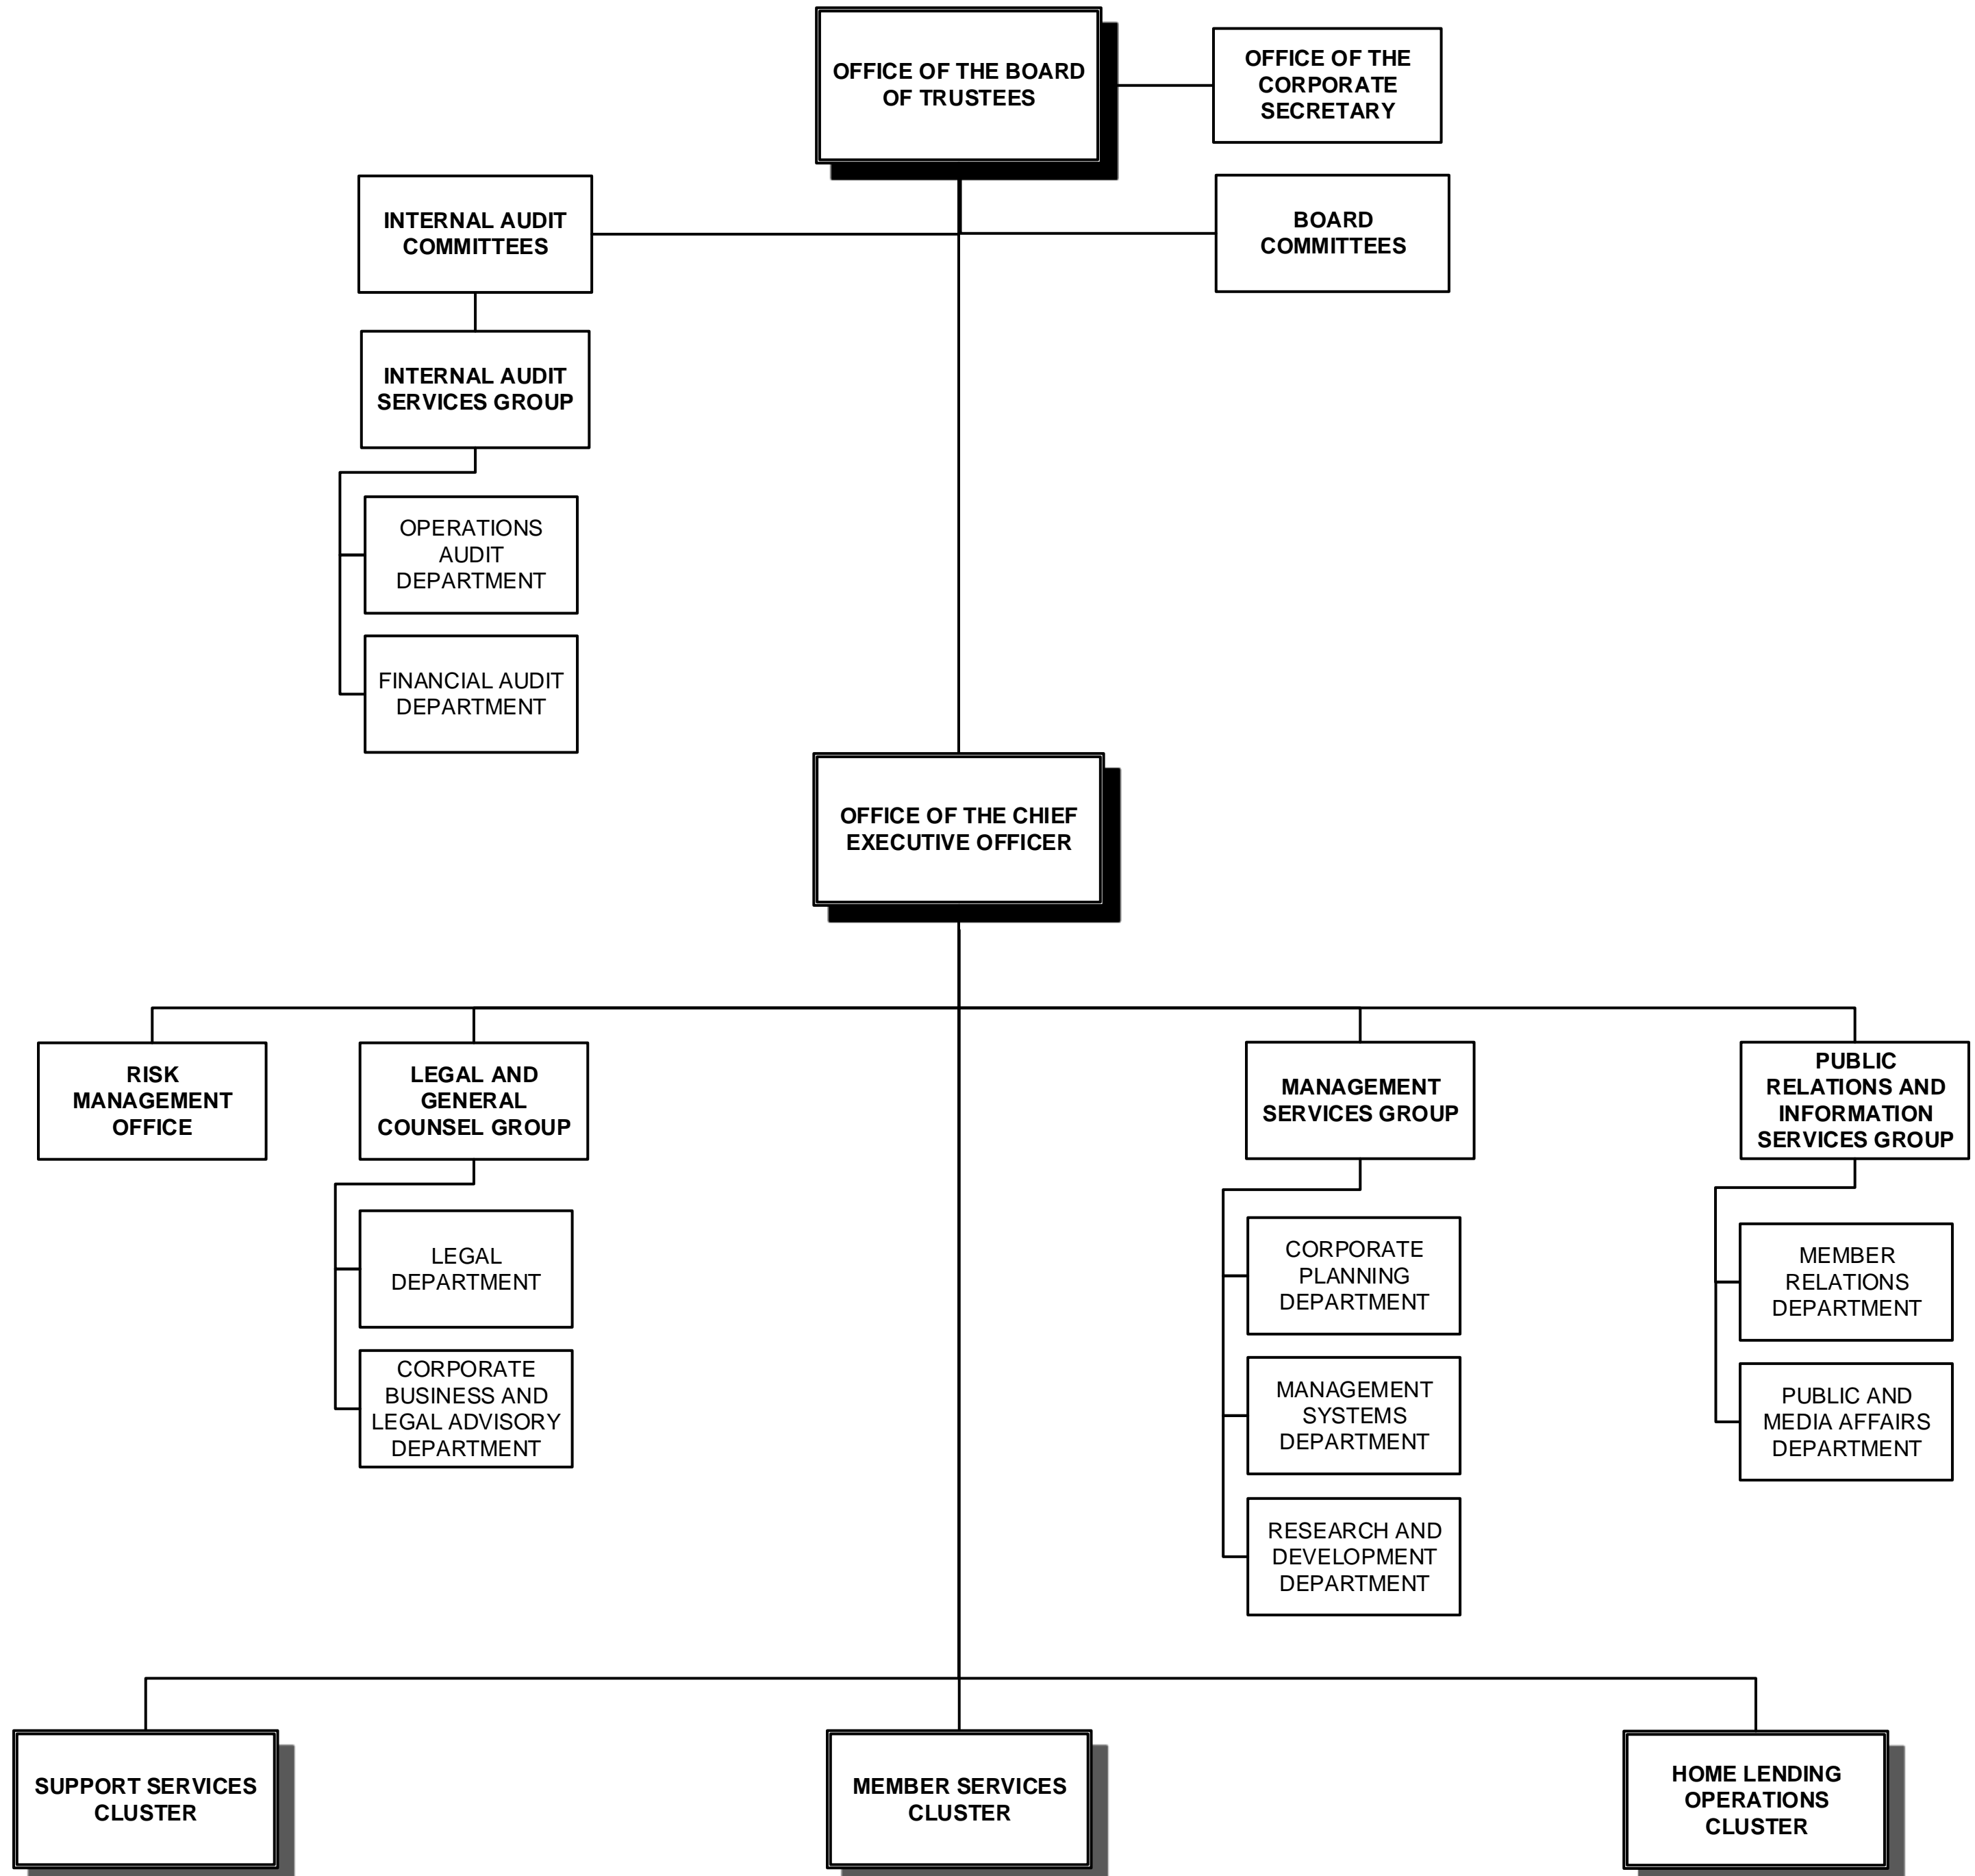 OFFICE OF THE BOARD
OF TRUSTEES
OFFICE OF THE
CORPORATE
SECRETARY
INTERNAL AUDIT
COMMITTEES
BOARD
COMMITTEES
INTERNAL AUDIT
SERVICES GROUP
OPERATIONS
AUDIT
DEPARTMENT
FINANCIAL AUDIT
DEPARTMENT
OFFICE OF THE CHIEF
EXECUTIVE OFFICER
RISK
MANAGEMENT
OFFICE
LEGAL AND
GENERAL
COUNSEL GROUP
MANAGEMENT
SERVICES GROUP
PUBLIC
RELATIONS AND
INFORMATION
SERVICES GROUP
LEGAL
DEPARTMENT
CORPORATE
BUSINESS AND
LEGAL ADVISORY
DEPARTMENT
CORPORATE
PLANNING
DEPARTMENT
MANAGEMENT
SYSTEMS
DEPARTMENT
RESEARCH AND
DEVELOPMENT
DEPARTMENT
MEMBER
RELATIONS
DEPARTMENT
PUBLIC AND
MEDIA AFFAIRS
DEPARTMENT
SUPPORT SERVICES
CLUSTER
MEMBER SERVICES
CLUSTER
HOME LENDING
OPERATIONS
CLUSTER